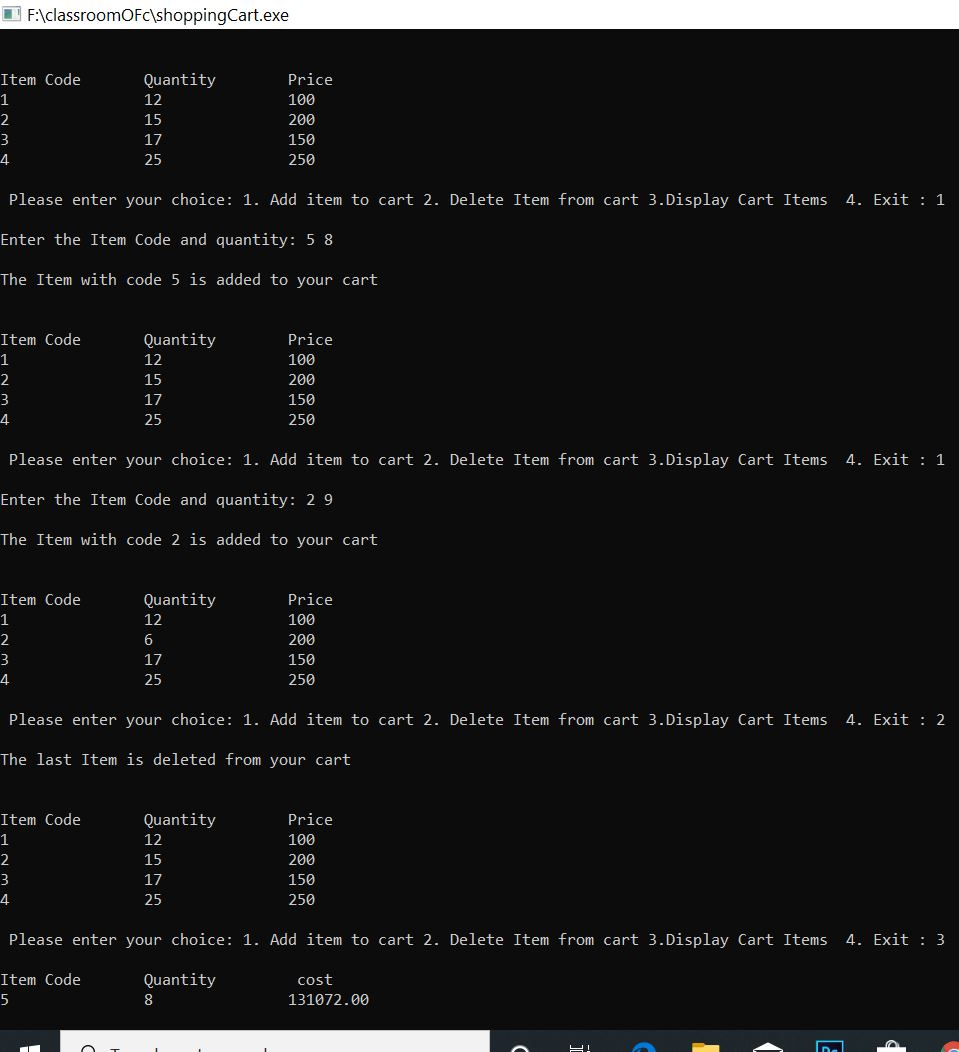 F:\classroomOFc\shoppingCart.exe
Item Code Quantity Price
1 12 100
2 15 200
3 17 150
4 25 250
Please enter your choice: 1. Add item to cart 2. Delete Item from cart 3.Display Cart Items 4. Exit : 1
Enter the Item Code and quantity: 5 8
The Item with code 5 is added to your cart
Item Code Quantity Price
1 12 100
2 15 200
3 17 150
4 25 250
Please enter your choice: 1. Add item to cart 2. Delete Item from cart 3.Display Cart Items 4. Exit : 1
Enter the Item Code and quantity: 2 9
The Item with code 2 is added to your cart
Item Code Quantity Price
1 12 100
2 6 200
3 17 150
4 25 250
Please enter your choice: 1. Add item to cart 2. Delete Item from cart 3.Display Cart Items 4. Exit : 2
The last Item is deleted from your cart
Item Code Quantity Price
1 12 100
2 15 200
3 17 150
4 25 250
Please enter your choice: 1. Add item to cart 2. Delete Item from cart 3.Display Cart Items 4. Exit : 3
Item Code Quantity cost
5 8 131072.00